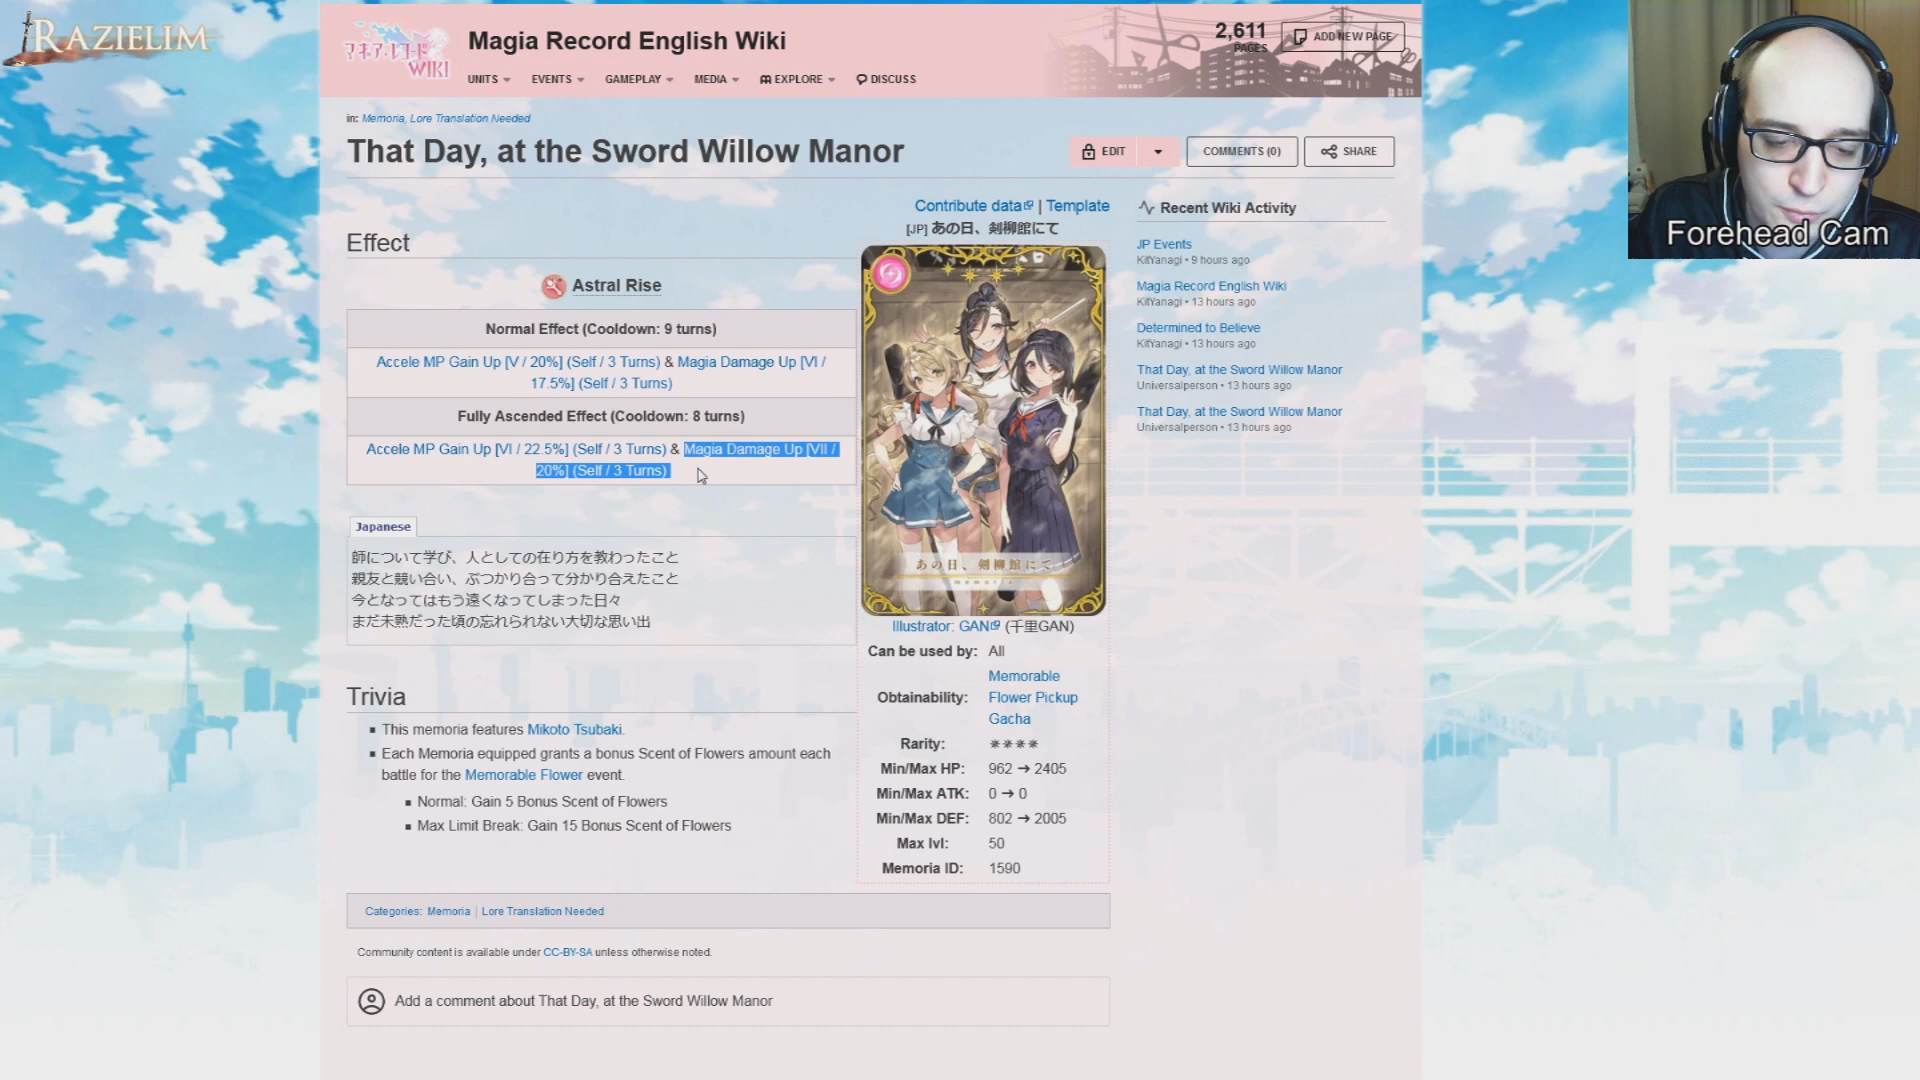 RAZIELIM
マギアレコード
WIKI
Magia Record English Wiki
2,611
PAGES
ADD NEW PAGE
UNITS
EVENTS
GAMEPLAY
MEDIA
EXPLORE
DISCUSS
in: Memoria, Lore Translation Needed
That Day, at the Sword Willow Manor
EDIT
COMMENTS (0)
SHARE
Forehead Cam
Contribute data | Template
[JP] あの日、剣柳館にて
Effect
Astral Rise
Normal Effect (Cooldown: 9 turns)
Accele MP Gain Up [V / 20%] (Self / 3 Turns) & Magia Damage Up [VI /
17.5%] (Self / 3 Turns)
Fully Ascended Effect (Cooldown: 8 turns)
Accele MP Gain Up [VI / 22.5%] (Self / 3 Turns) & Magia Damage Up [VII /
20%] (Self / 3 Turns)
Japanese
師について学び、人としての在り方を教わったこと
親友と競い合い、ぶつかり合って分かり合えたこと
今となってはもう遠くなってしまった日々
まだ未熟だった頃の忘れられない大切な思い出
Trivia
This memoria features Mikoto Tsubaki.
Each Memoria equipped grants a bonus Scent of Flowers amount each
battle for the Memorable Flower event.
Normal: Gain 5 Bonus Scent of Flowers
Max Limit Break: Gain 15 Bonus Scent of Flowers
あの日、剣柳館にて
memoria
Illustrator: GAN (千里GAN)
Can be used by: All
Obtainability: Memorable
Flower Pickup
Gacha
Rarity: ✶✶✶✶
Min/Max HP: 962 → 2405
Min/Max ATK: 0 → 0
Min/Max DEF: 802 → 2005
Max lvl: 50
Memoria ID: 1590
Recent Wiki Activity
JP Events
KitYanagi • 9 hours ago
Magia Record English Wiki
KitYanagi • 13 hours ago
Determined to Believe
KitYanagi • 13 hours ago
That Day, at the Sword Willow Manor
Universalperson • 13 hours ago
That Day, at the Sword Willow Manor
Universalperson • 13 hours ago
Categories: Memoria | Lore Translation Needed
Community content is available under CC-BY-SA unless otherwise noted.
Add a comment about That Day, at the Sword Willow Manor